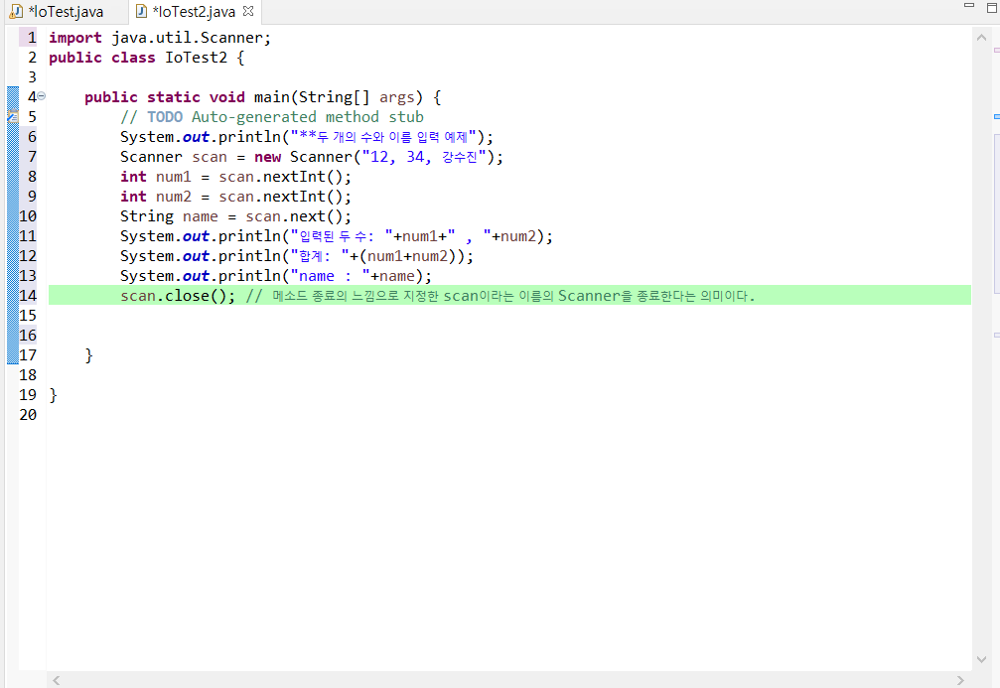 *IoTest.java *IoTest2.java
1 import java.util.Scanner;
2 public class IoTest2 {
3
4 public static void main(String[] args) {
5 // TODO Auto-generated method stub
6 System.out.println("**두 개의 수와 이름 입력 예제");
7 Scanner scan = new Scanner("12, 34, 강수진");
8 int num1 = scan.nextInt();
9 int num2 = scan.nextInt();
10 String name = scan.next();
11 System.out.println("입력된 두 수: "+num1+" , "+num2);
12 System.out.println("합계: "+(num1+num2));
13 System.out.println("name : "+name);
14 scan.close(); // 메소드 종료의 느낌으로 지정한 scan이라는 이름의 Scanner을 종료한다는 의미이다.
15
16
17 }
18
19 }
20